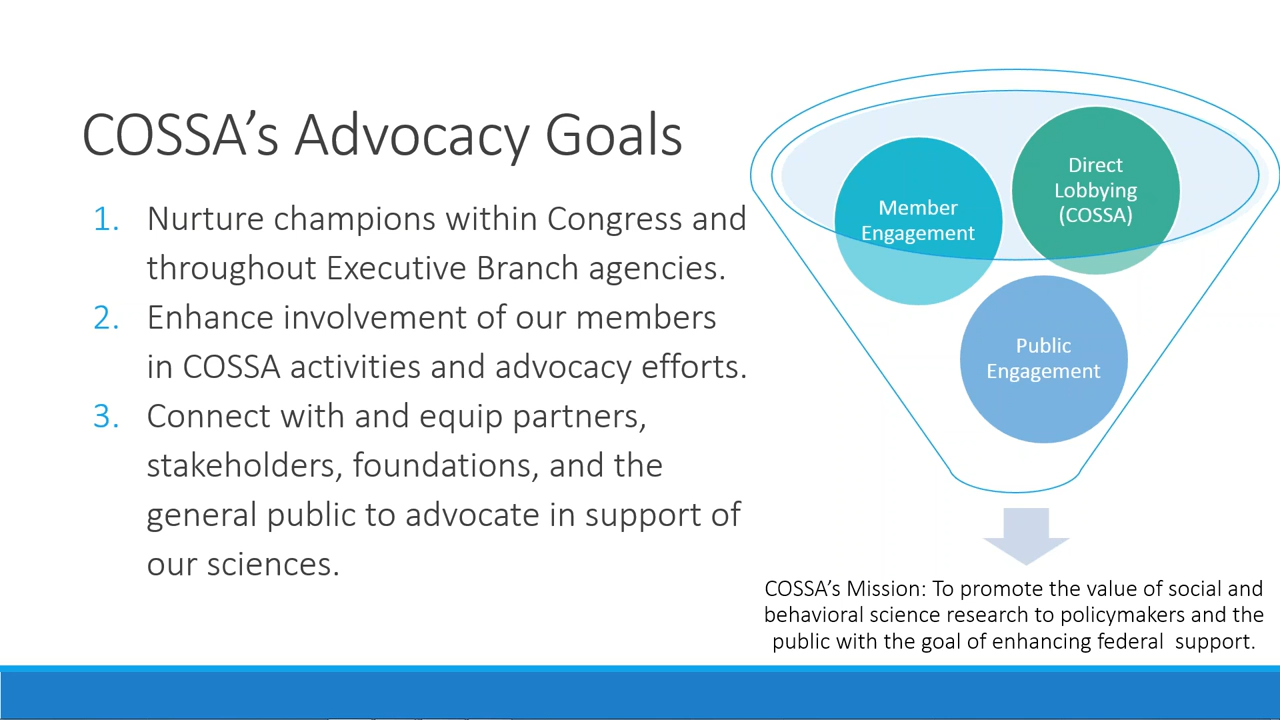 COSSA’s Advocacy Goals
1. Nurture champions within Congress and
throughout Executive Branch agencies.
2. Enhance involvement of our members
in COSSA activities and advocacy efforts.
3. Connect with and equip partners,
stakeholders, foundations, and the
general public to advocate in support of
our sciences.
Member
Engagement
Direct
Lobbying
(COSSA)
Public
Engagement
COSSA’s Mission: To promote the value of social and
behavioral science research to policymakers and the
public with the goal of enhancing federal support.